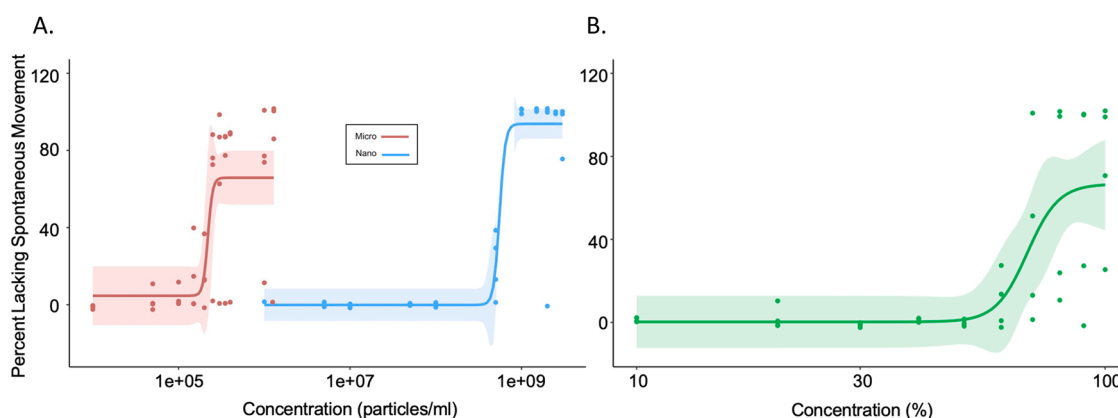 A.
B.
Percent Lacking Spontaneous Movement
120
80
40
0
Micro
Nano
1e+05
1e+07
1e+09
Concentration (particles/ml)
120
80
40
0
10
30
100
Concentration (%)